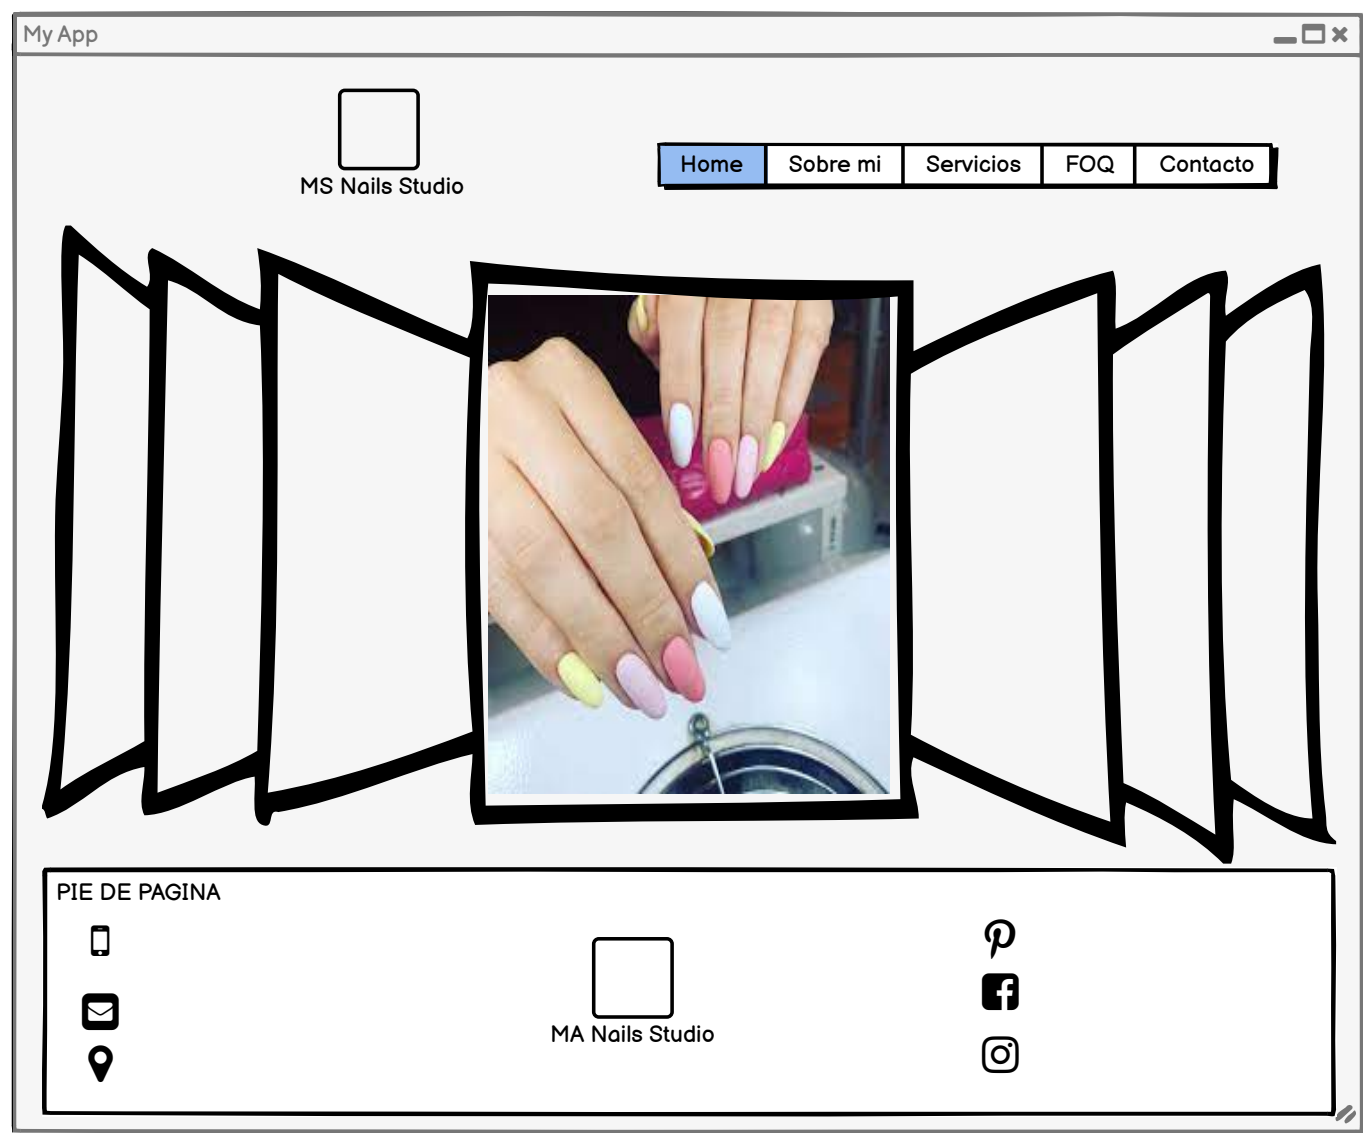 My App
MS Nails Studio
Home Sobre mi Servicios FOQ Contacto
PIE DE PAGINA
MA Nails Studio